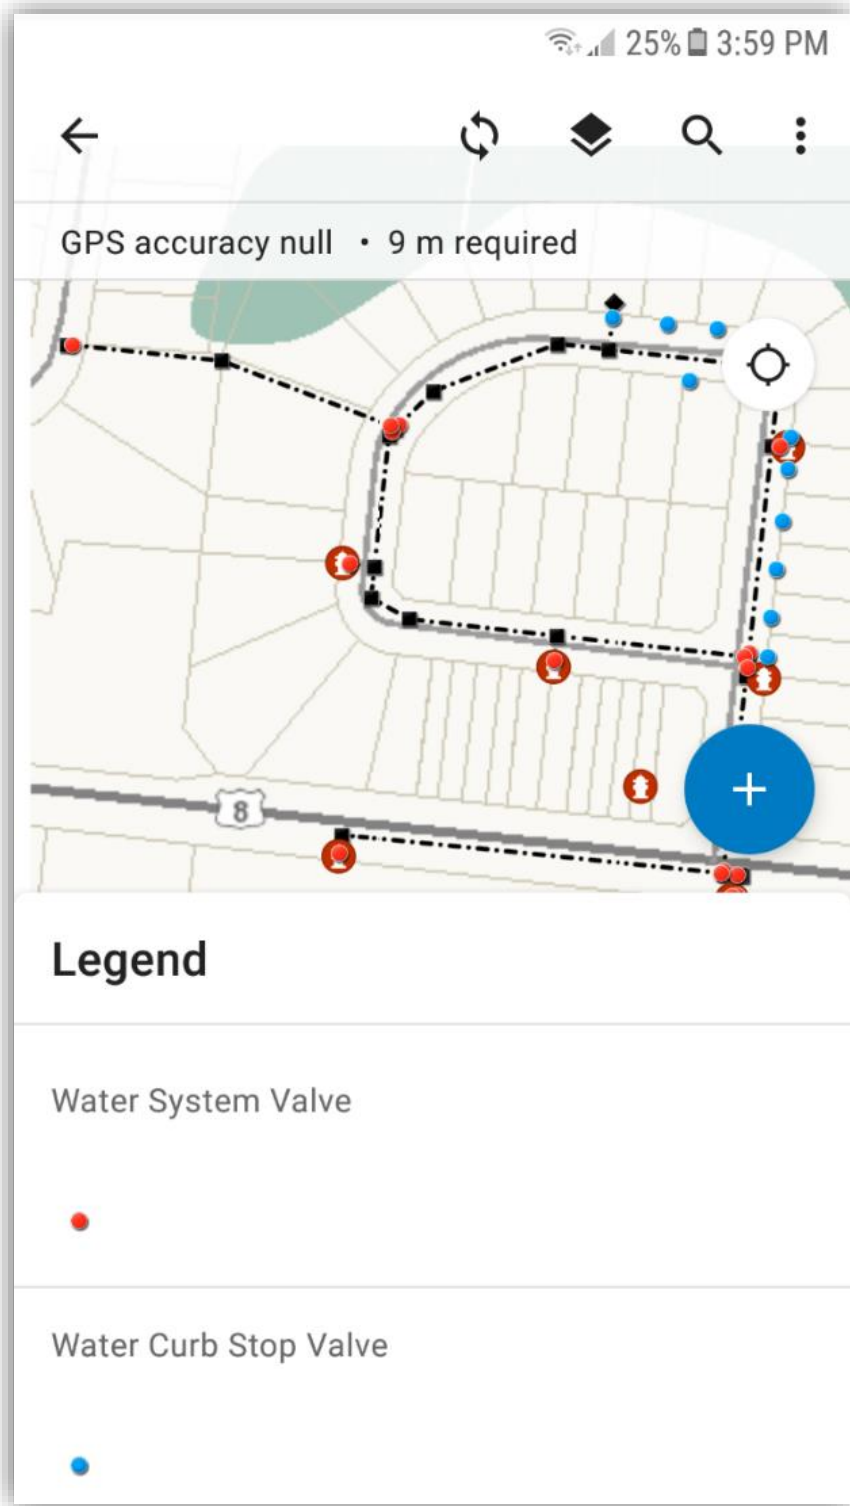 25% 3:59 PM
GPS accuracy null • 9 m required
8
Legend
Water System Valve
Water Curb Stop Valve